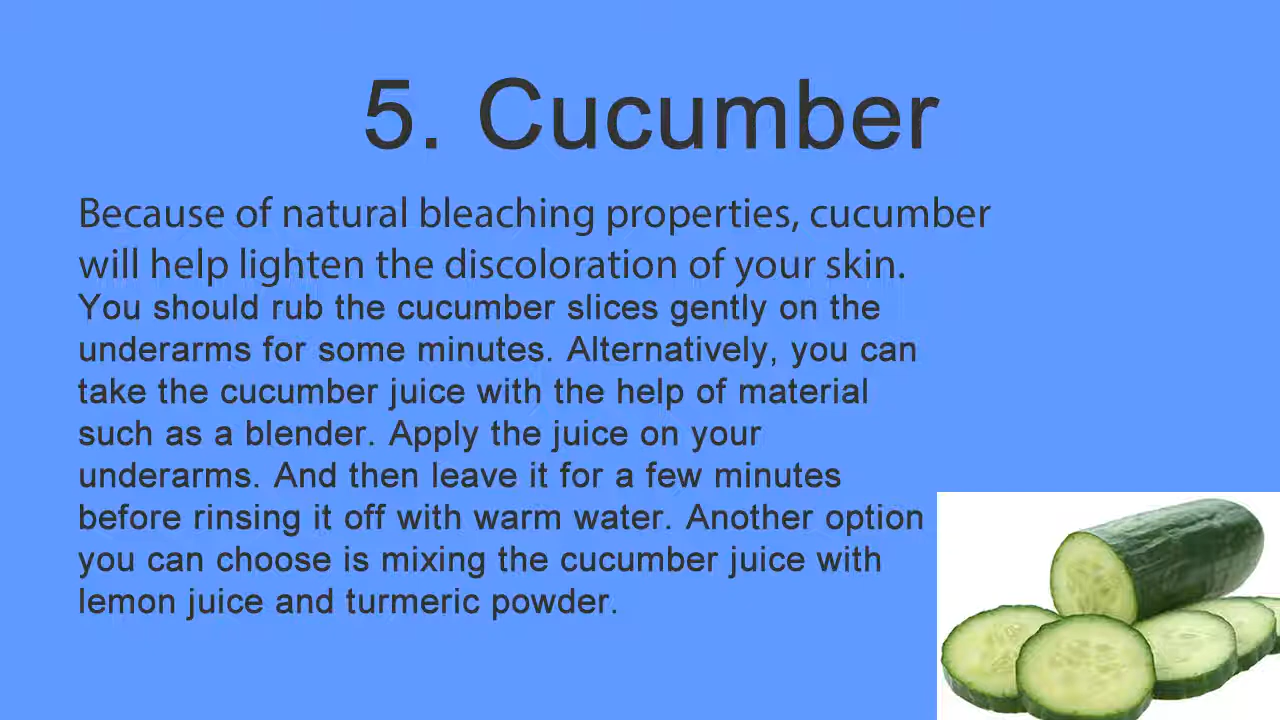 5. Cucumber
Because of natural bleaching properties, cucumber
will help lighten the discoloration of your skin.
You should rub the cucumber slices gently on the
underarms for some minutes. Alternatively, you can
take the cucumber juice with the help of material
such as a blender. Apply the juice on your
underarms. And then leave it for a few minutes
before rinsing it off with warm water. Another option
you can choose is mixing the cucumber juice with
lemon juice and turmeric powder.